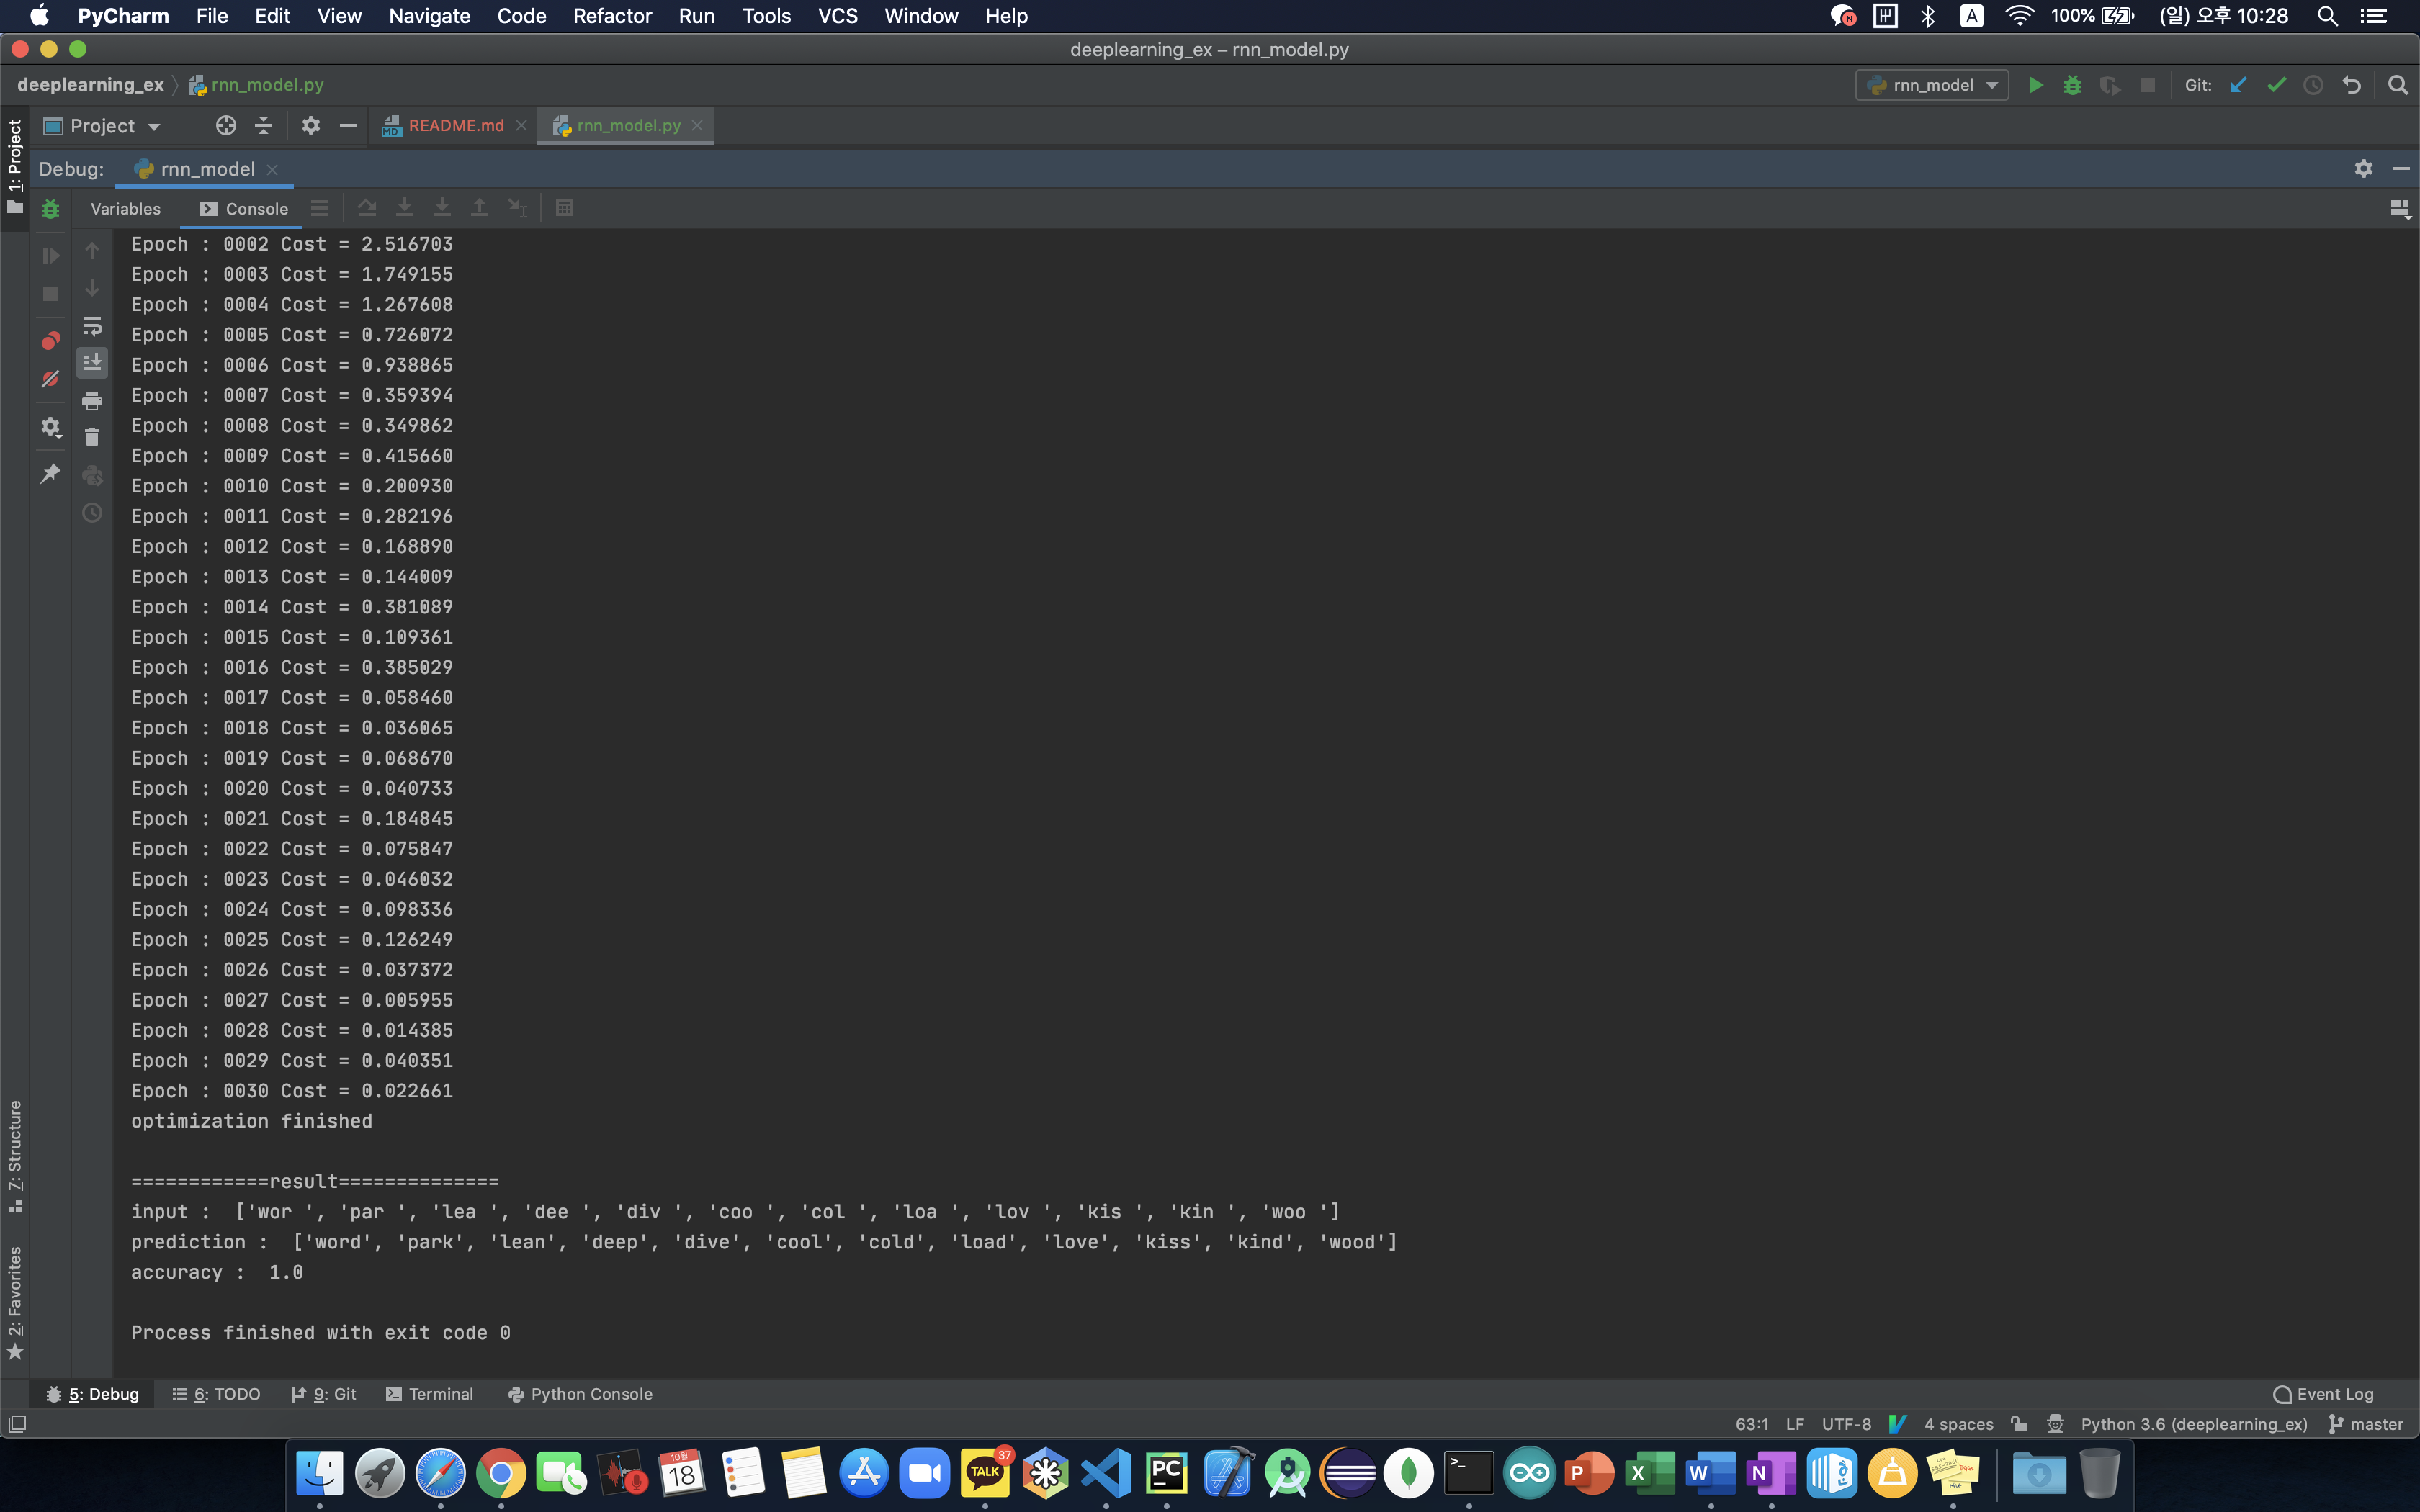 PyCharm File Edit View Navigate Code Refactor Run Tools VCS Window Help A 100% (일) 오후 10:28
deeplearning_ex – rnn_model.py
deeplearning_ex rnn_model.py rnn_model Git:
Project README.md rnn_model.py
1: Project
Debug: rnn_model
Variables Console
Epoch : 0002 Cost = 2.516703
Epoch : 0003 Cost = 1.749155
Epoch : 0004 Cost = 1.267608
Epoch : 0005 Cost = 0.726072
Epoch : 0006 Cost = 0.938865
Epoch : 0007 Cost = 0.359394
Epoch : 0008 Cost = 0.349862
Epoch : 0009 Cost = 0.415660
Epoch : 0010 Cost = 0.200930
Epoch : 0011 Cost = 0.282196
Epoch : 0012 Cost = 0.168890
Epoch : 0013 Cost = 0.144009
Epoch : 0014 Cost = 0.381089
Epoch : 0015 Cost = 0.109361
Epoch : 0016 Cost = 0.385029
Epoch : 0017 Cost = 0.058460
Epoch : 0018 Cost = 0.036065
Epoch : 0019 Cost = 0.068670
Epoch : 0020 Cost = 0.040733
Epoch : 0021 Cost = 0.184845
Epoch : 0022 Cost = 0.075847
Epoch : 0023 Cost = 0.046032
Epoch : 0024 Cost = 0.098336
Epoch : 0025 Cost = 0.126249
Epoch : 0026 Cost = 0.037372
Epoch : 0027 Cost = 0.005955
Epoch : 0028 Cost = 0.014385
Epoch : 0029 Cost = 0.040351
Epoch : 0030 Cost = 0.022661
optimization finished
============result==============
input :  ['wor ', 'par ', 'lea ', 'dee ', 'div ', 'coo ', 'col ', 'loa ', 'lov ', 'kis ', 'kin ', 'woo ']
prediction :  ['word', 'park', 'lean', 'deep', 'dive', 'cool', 'cold', 'load', 'love', 'kiss', 'kind', 'wood']
accuracy :  1.0
Process finished with exit code 0
7: Structure
2: Favorites
5: Debug 6: TODO 9: Git Terminal Python Console Event Log
63:1 LF UTF-8 4 spaces Python 3.6 (deeplearning_ex) master
10월 18 TALK 37 PC P X W N